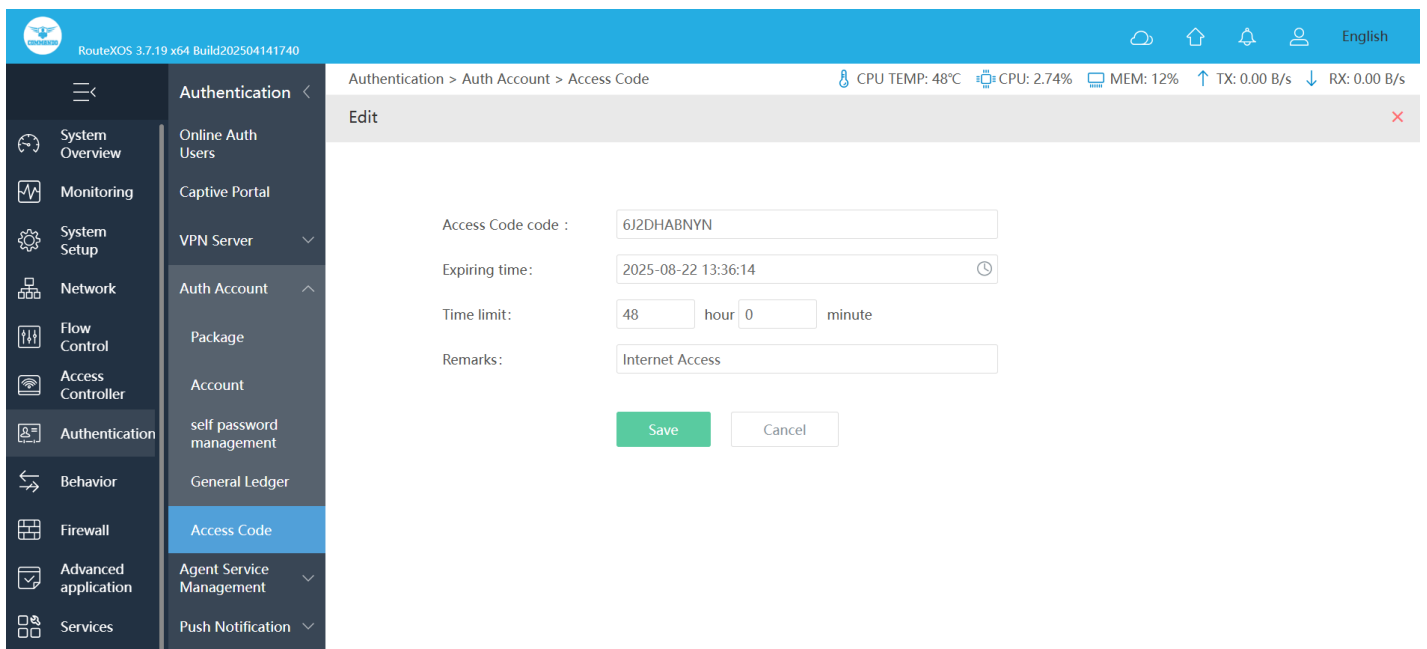 COMMANDO
RouteXOS 3.7.19 x64 Build202504141740
English
Authentication
Authentication > Auth Account > Access Code
CPU TEMP: 48℃
CPU: 2.74%
MEM: 12%
TX: 0.00 B/s
RX: 0.00 B/s
Edit
System
Overview
Monitoring
System
Setup
Network
Flow
Control
Access
Controller
Authentication
Behavior
Firewall
Advanced
application
Services
Online Auth
Users
Captive Portal
VPN Server
Auth Account
Package
Account
self password
management
General Ledger
Access Code
Agent Service
Management
Push Notification
Access Code code :
6J2DHABNYN
Expiring time:
2025-08-22 13:36:14
Time limit:
48 hour 0 minute
Remarks:
Internet Access
Save
Cancel